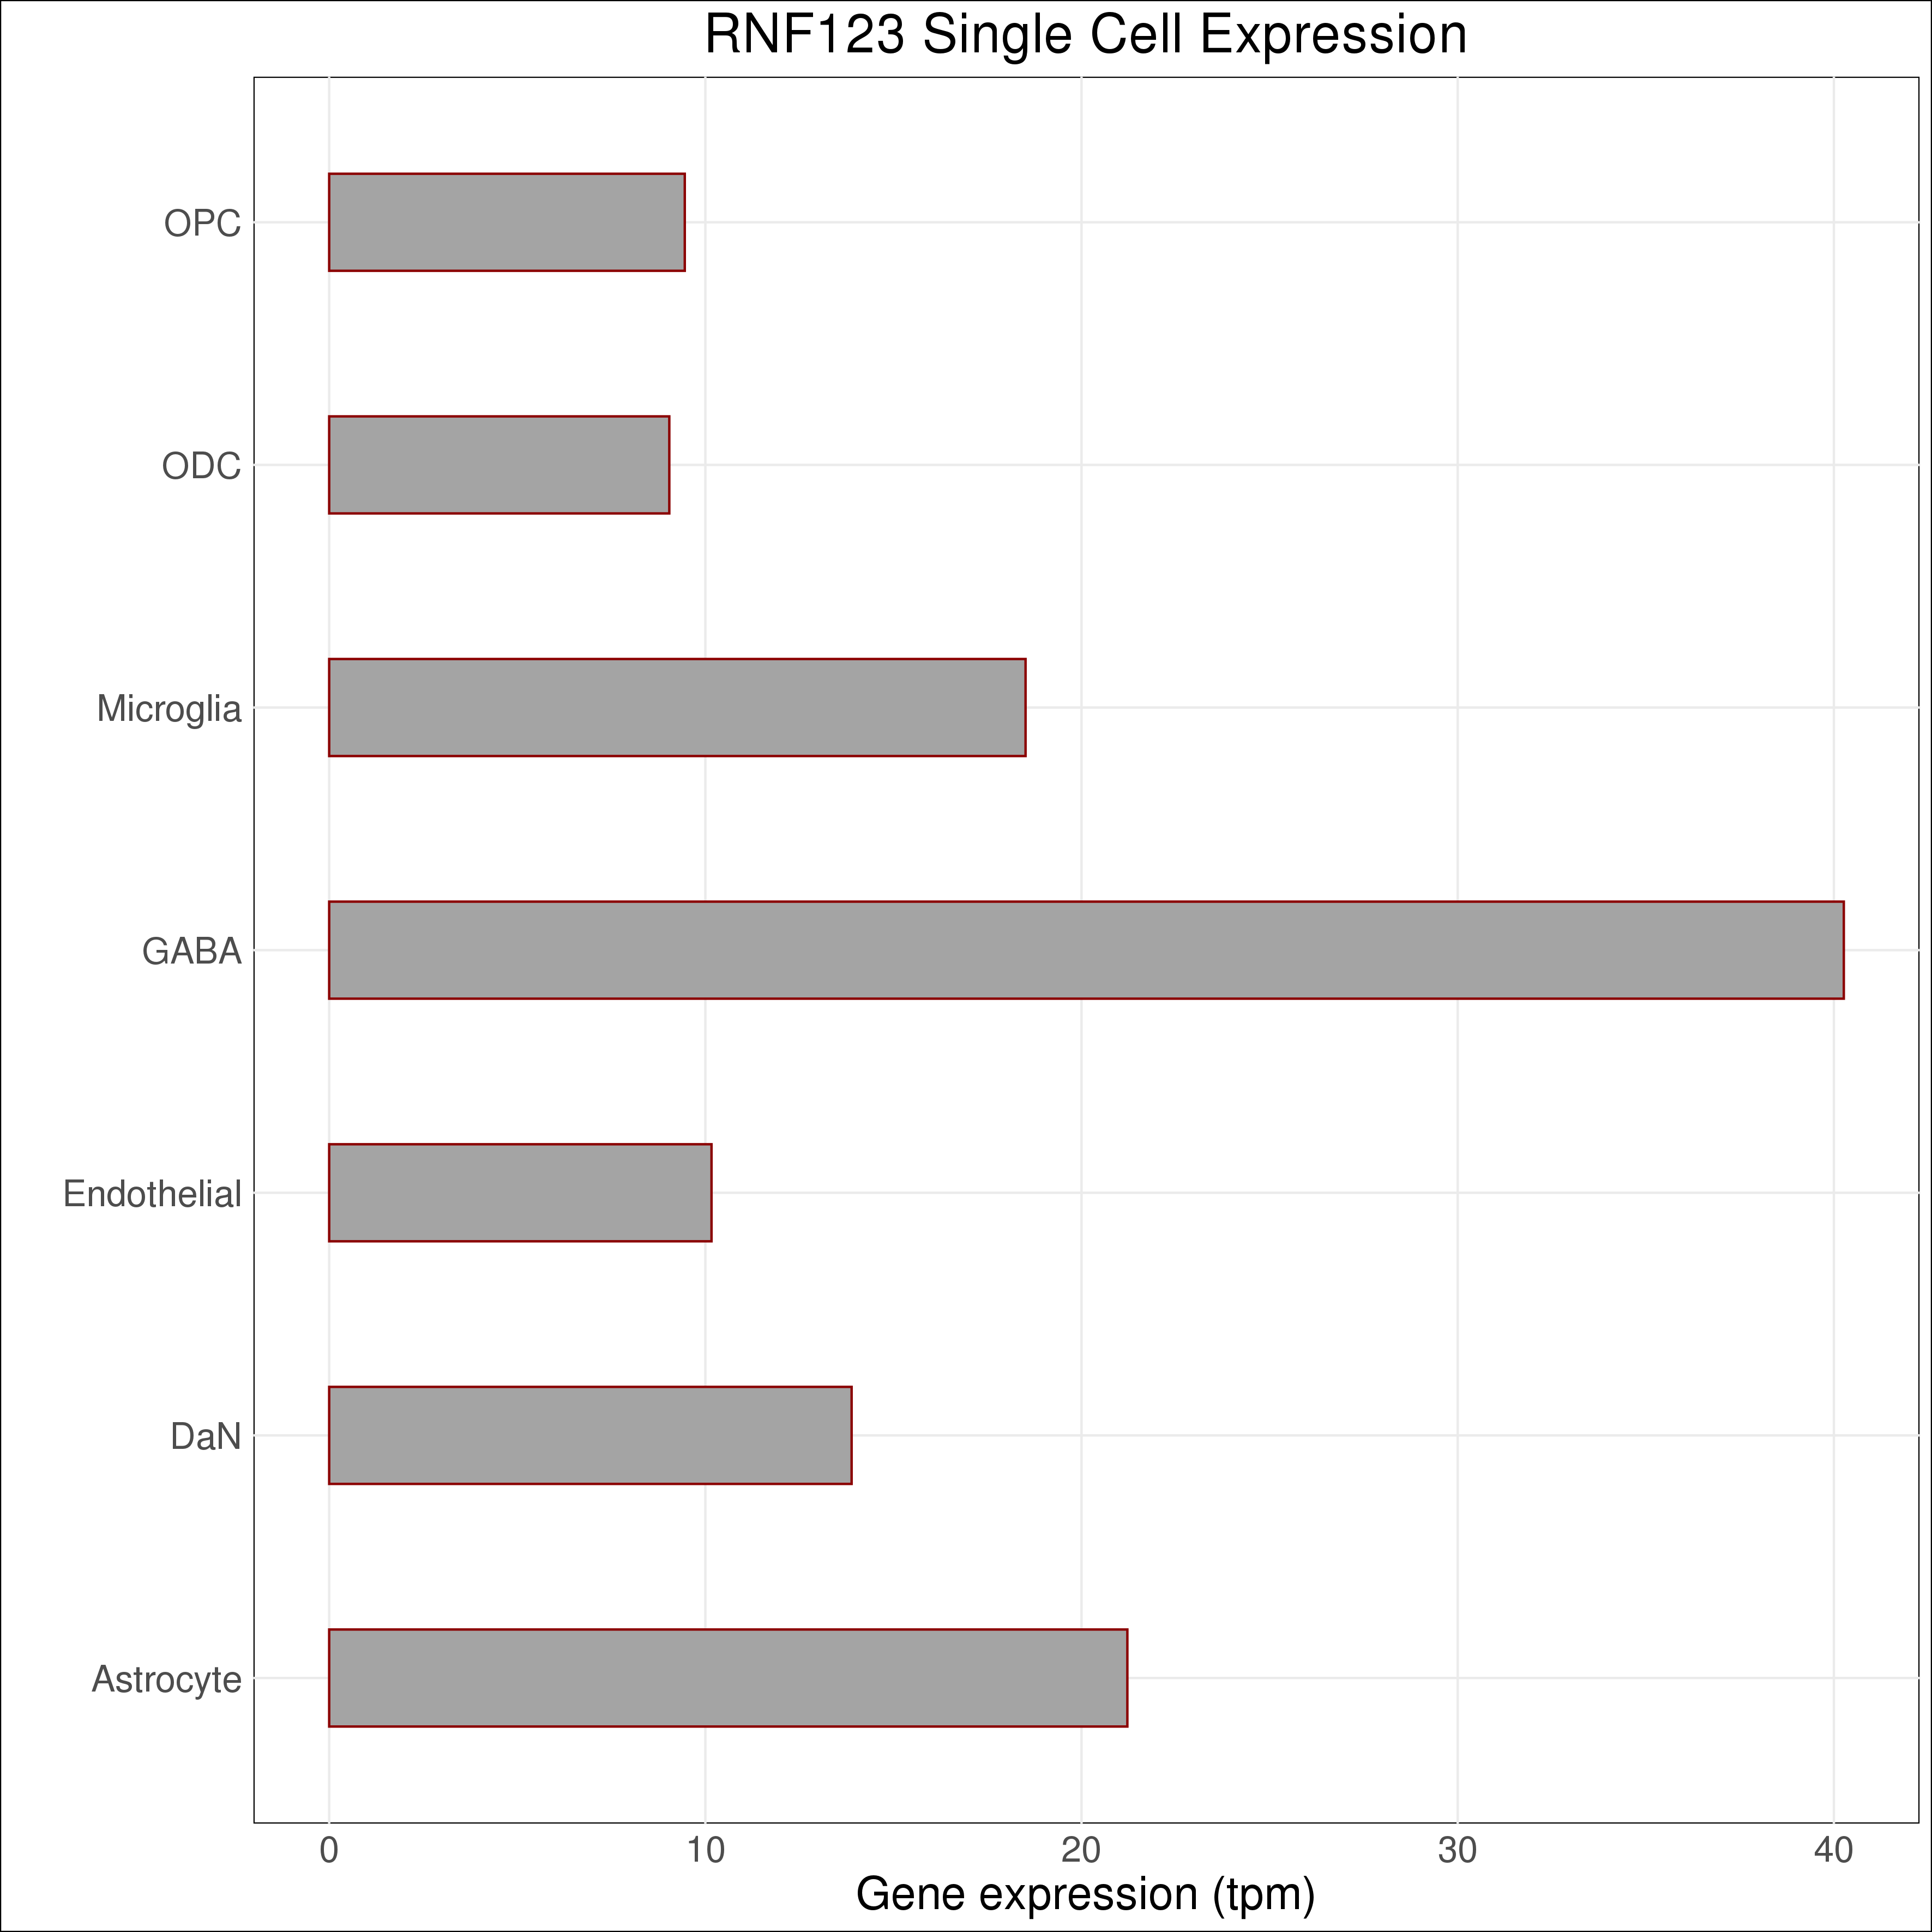 RNF123 Single Cell Expression
OPC
ODC
Microglia
GABA
Endothelial
DaN
Astrocyte
0 10 20 30 40
Gene expression (tpm)